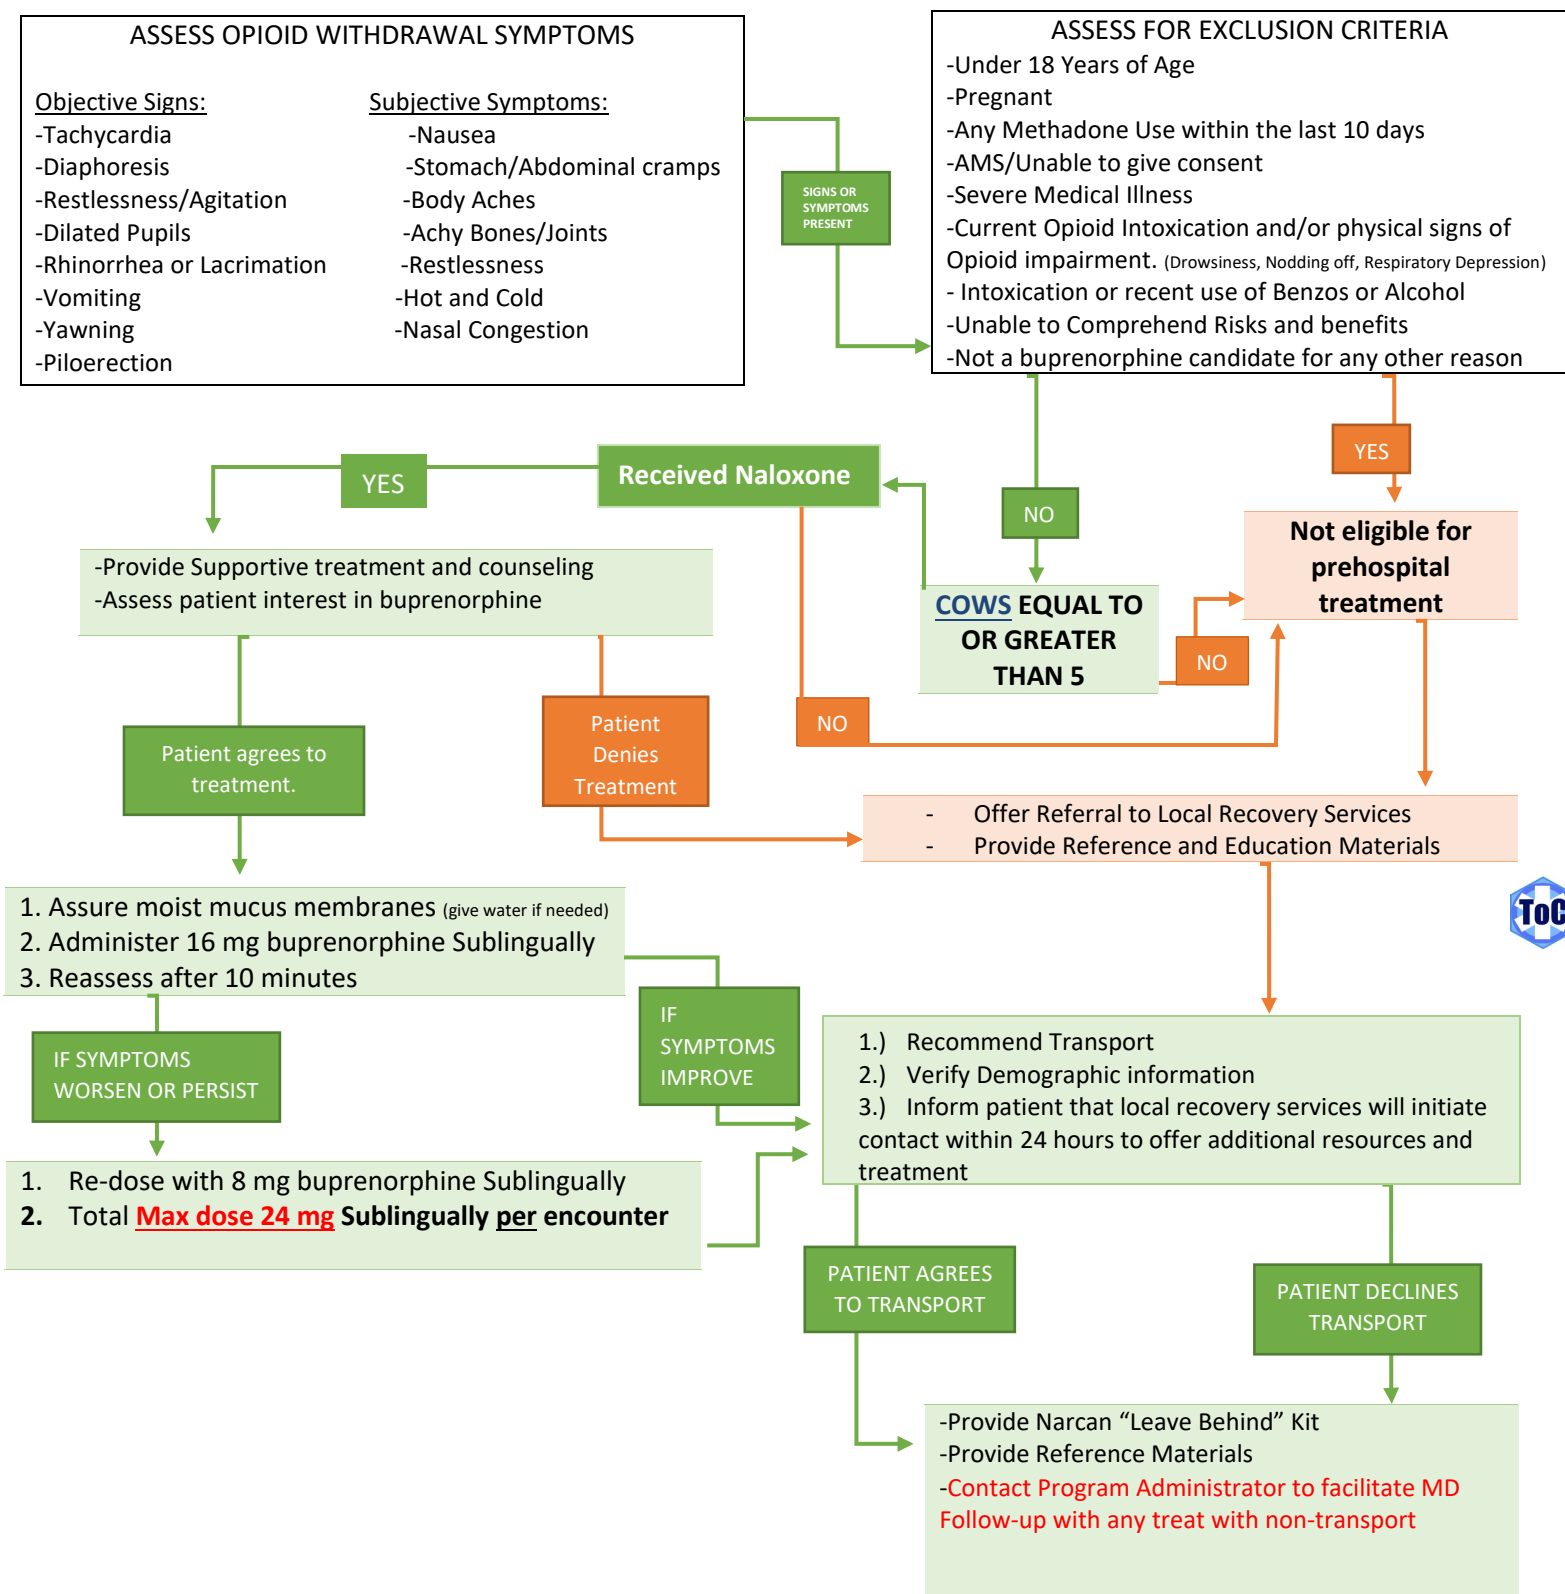 ASSESS OPIOID WITHDRAWAL SYMPTOMS
Objective Signs:
-Tachycardia
-Diaphoresis
-Restlessness/Agitation
-Dilated Pupils
-Rhinorrhea or Lacrimation
-Vomiting
-Yawning
-Piloerection
Subjective Symptoms:
-Nausea
-Stomach/Abdominal cramps
-Body Aches
-Achy Bones/Joints
-Restlessness
-Hot and Cold
-Nasal Congestion
SIGNS OR
SYMPTOMS
PRESENT
ASSESS FOR EXCLUSION CRITERIA
-Under 18 Years of Age
-Pregnant
-Any Methadone Use within the last 10 days
-AMS/Unable to give consent
-Severe Medical Illness
-Current Opioid Intoxication and/or physical signs of
Opioid impairment. (Drowsiness, Nodding off, Respiratory Depression)
- Intoxication or recent use of Benzos or Alcohol
-Unable to Comprehend Risks and benefits
-Not a buprenorphine candidate for any other reason
YES
NO
Not eligible for
prehospital
treatment
COWS EQUAL TO
OR GREATER
THAN 5
NO
Received Naloxone
YES
NO
-Provide Supportive treatment and counseling
-Assess patient interest in buprenorphine
Patient agrees to
treatment.
Patient
Denies
Treatment
- Offer Referral to Local Recovery Services
- Provide Reference and Education Materials
ToC
1. Assure moist mucus membranes (give water if needed)
2. Administer 16 mg buprenorphine Sublingually
3. Reassess after 10 minutes
IF SYMPTOMS
WORSEN OR PERSIST
IF
SYMPTOMS
IMPROVE
1. Re-dose with 8 mg buprenorphine Sublingually
2. Total Max dose 24 mg Sublingually per encounter
1.) Recommend Transport
2.) Verify Demographic information
3.) Inform patient that local recovery services will initiate
contact within 24 hours to offer additional resources and
treatment
PATIENT AGREES
TO TRANSPORT
PATIENT DECLINES
TRANSPORT
-Provide Narcan “Leave Behind” Kit
-Provide Reference Materials
-Contact Program Administrator to facilitate MD
Follow-up with any treat with non-transport